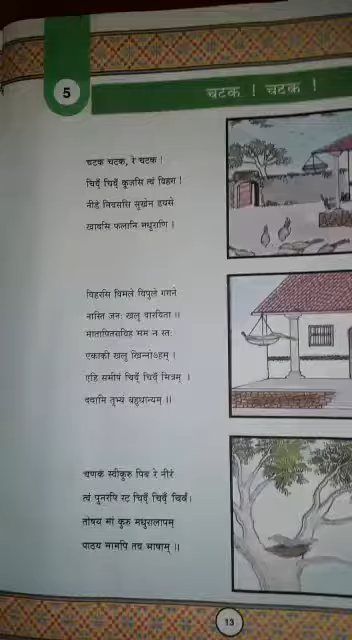 5
चटक ! चटक !
चटक चटक, रे चटक !
चिवँ चिवँ कूजसि त्वं विहग !
नीडे निवससि सुखेन डयसे
खादसि फलानि मधुराणि ।
विहरसि विमले विपुले गगने
नास्ति जनः खलु वारयिता ॥
मातापितराविह मम न स्तः
एकाकी खलु खिन्नोऽहम् ।
एहि समीपं चिवँ चिवँ मित्रम् ।
ददामि तुभ्यं बहुधान्यम् ॥
चणकं स्वीकुरु पिब रे नीरं
त्वं पुनरपि रट चिवँ चिवँ चिवँ।
तोषय मां कुरु मधुरालापम्
पाठय मामपि तव भाषाम् ॥
13